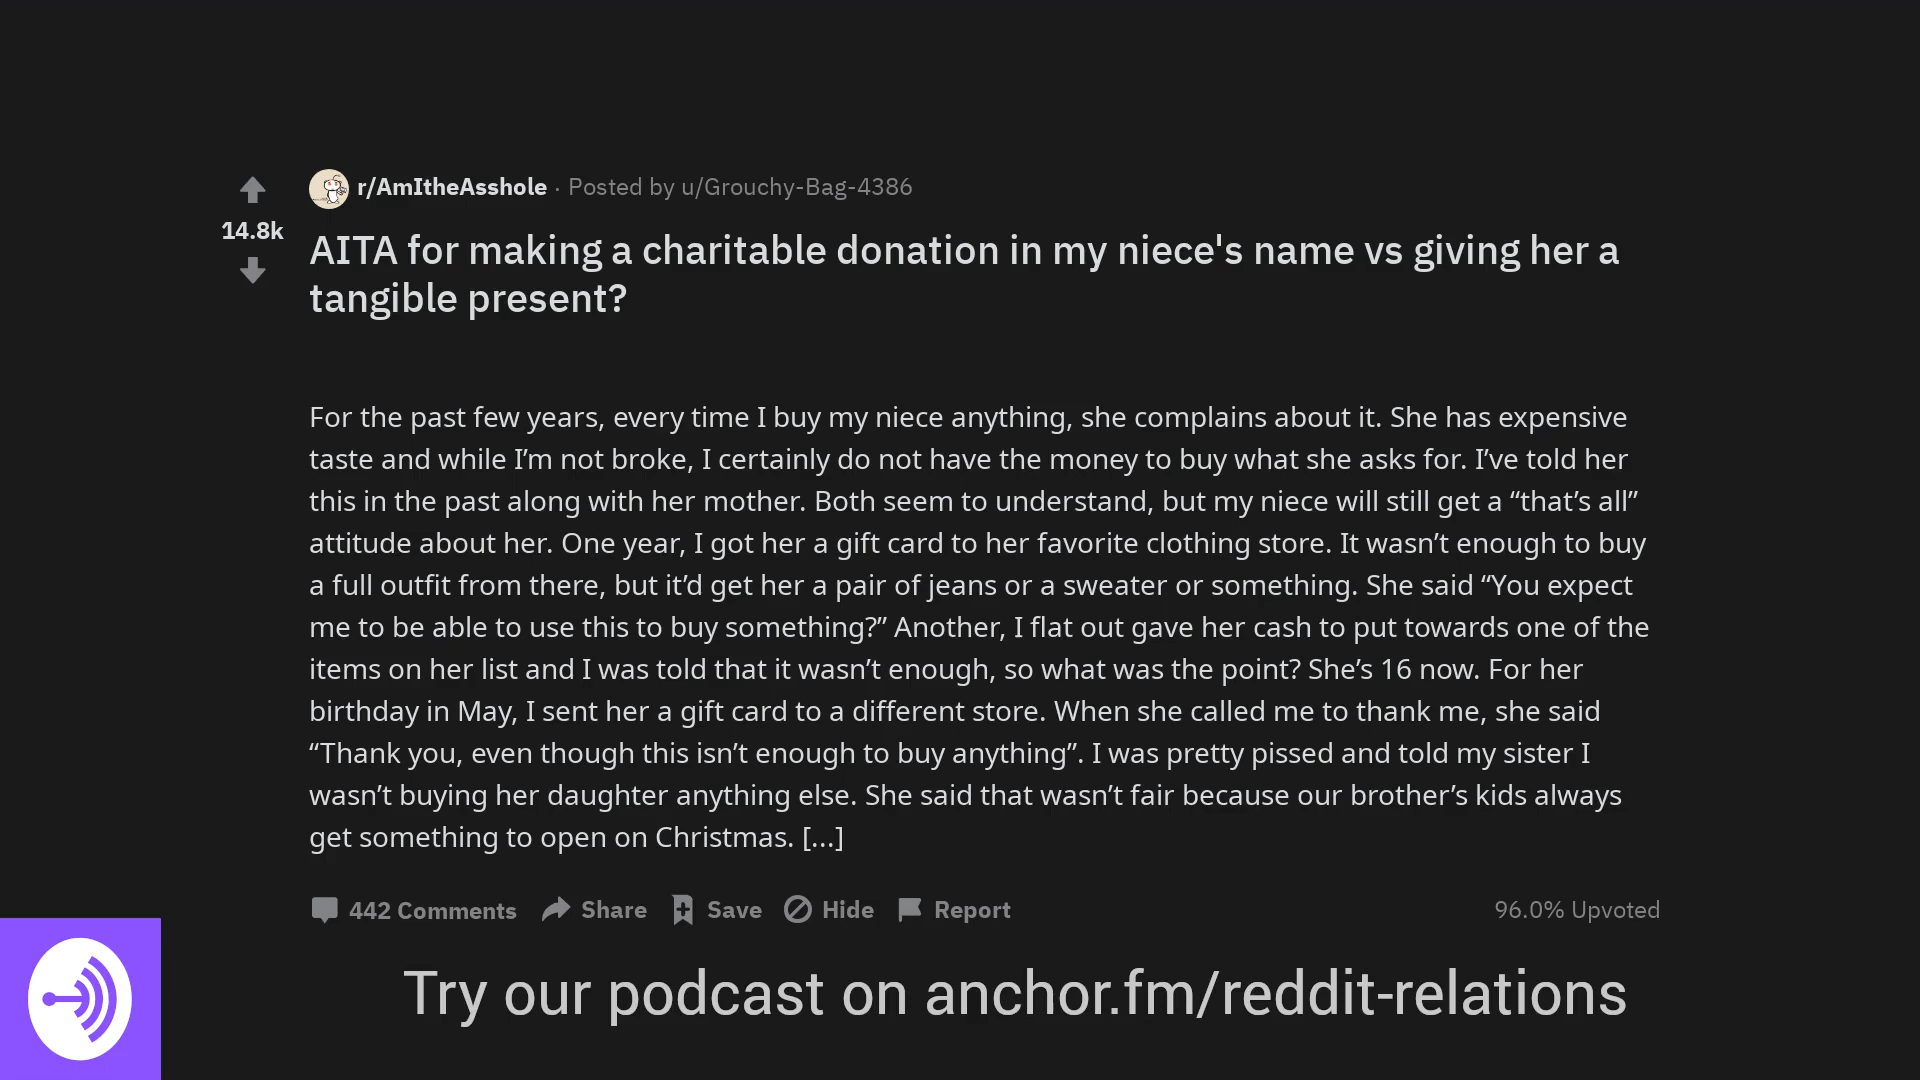 r/AmItheAsshole · Posted by u/Grouchy-Bag-4386
14.8k
AITA for making a charitable donation in my niece's name vs giving her a
tangible present?
For the past few years, every time I buy my niece anything, she complains about it. She has expensive
taste and while I’m not broke, I certainly do not have the money to buy what she asks for. I’ve told her
this in the past along with her mother. Both seem to understand, but my niece will still get a “that’s all”
attitude about her. One year, I got her a gift card to her favorite clothing store. It wasn’t enough to buy
a full outfit from there, but it’d get her a pair of jeans or a sweater or something. She said “You expect
me to be able to use this to buy something?” Another, I flat out gave her cash to put towards one of the
items on her list and I was told that it wasn’t enough, so what was the point? She’s 16 now. For her
birthday in May, I sent her a gift card to a different store. When she called me to thank me, she said
“Thank you, even though this isn’t enough to buy anything”. I was pretty pissed and told my sister I
wasn’t buying her daughter anything else. She said that wasn’t fair because our brother’s kids always
get something to open on Christmas. [...]
442 Comments Share Save Hide Report 96.0% Upvoted
Try our podcast on anchor.fm/reddit-relations